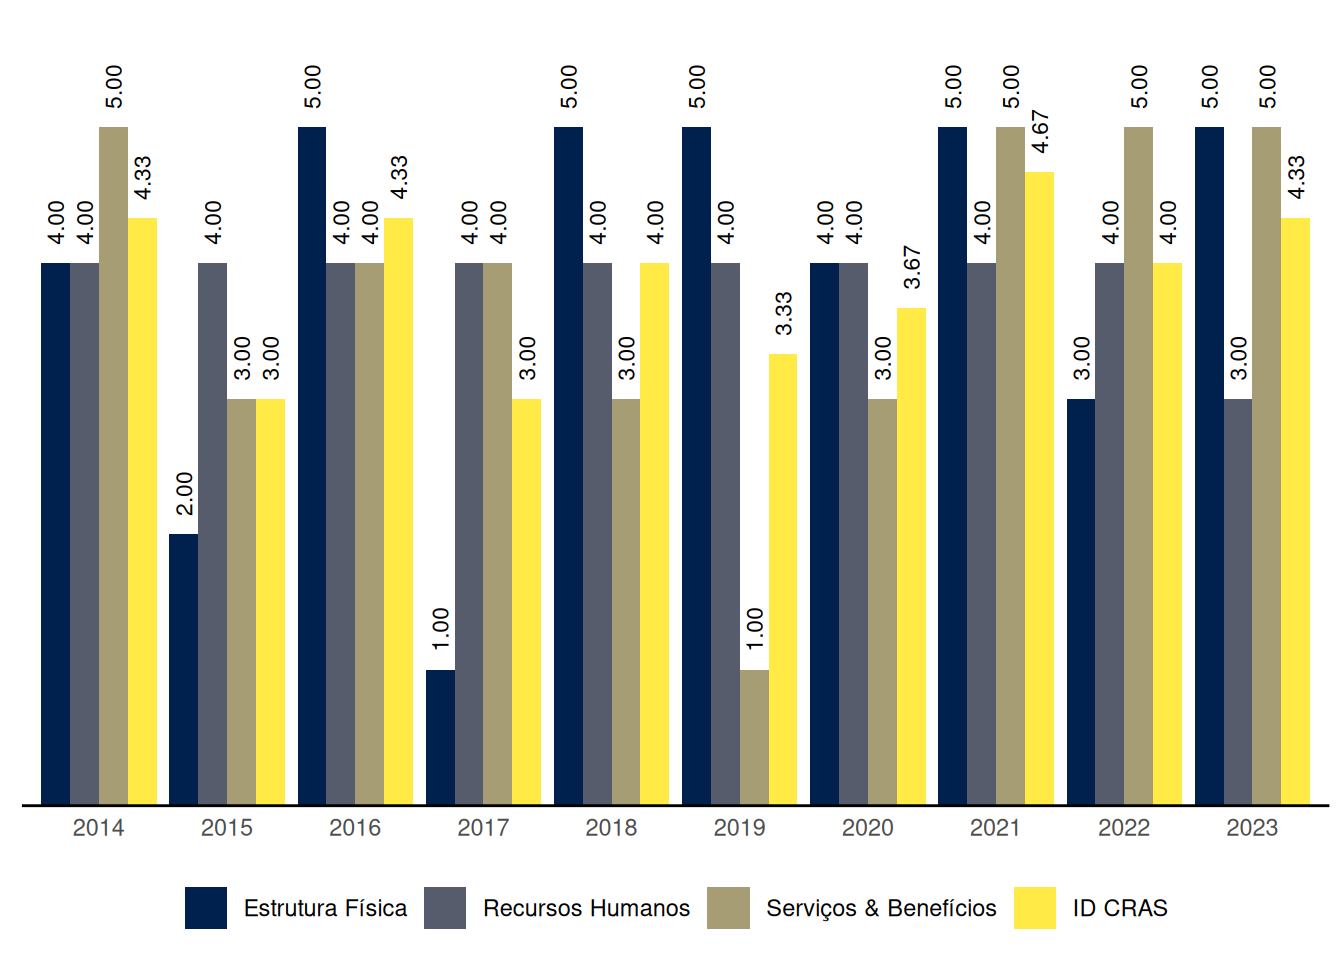 5.00 5.00 5.00 5.00 5.00 5.00 5.00 5.00 5.00
4.67
4.33 4.33 4.33
4.00 4.00 4.00 4.00 4.00 4.00 4.00 4.00 4.00 4.00 4.00 4.00 4.00 4.00 4.00
3.67
3.33
3.00 3.00 3.00 3.00 3.00 3.00 3.00
2.00
1.00 1.00
2014 2015 2016 2017 2018 2019 2020 2021 2022 2023
Estrutura Física Recursos Humanos Serviços & Benefícios ID CRAS